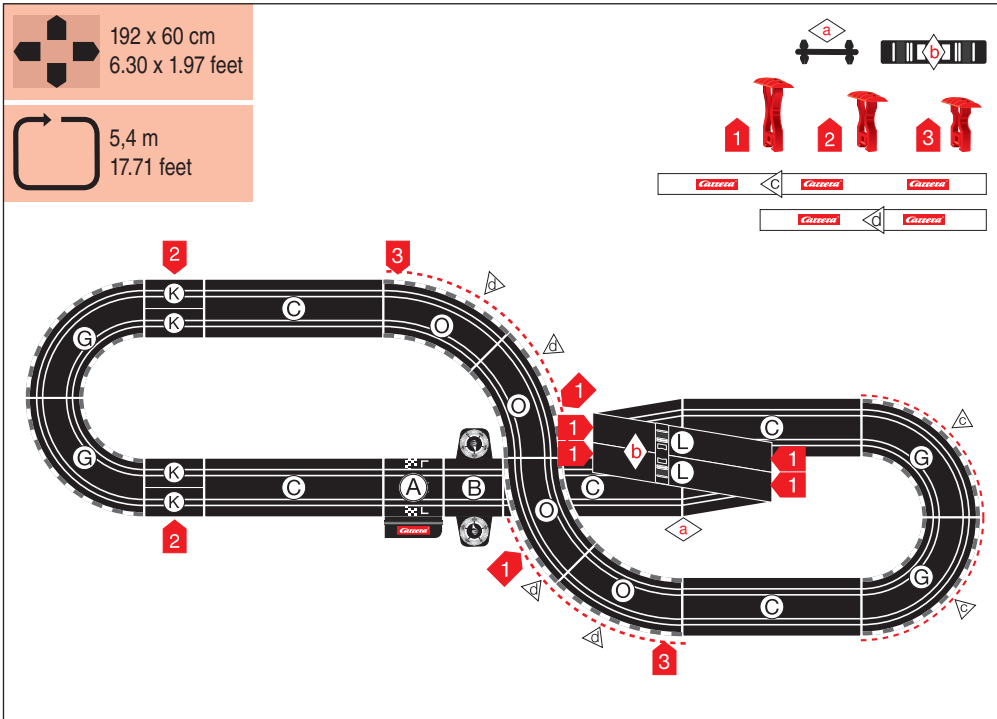 192 x 60 cm
6.30 x 1.97 feet
5,4 m
17.71 feet
a
b
1
2
3
Carrera
c
Carrera
Carrera
Carrera
d
Carrera
2
3
K
K
C
O
d
d
G
O
1
1
1
C
c
L
b
L
1
1
G
G
K
K
C
A
B
C
O
a
Carrera
2
1
d
O
d
C
G
c
3